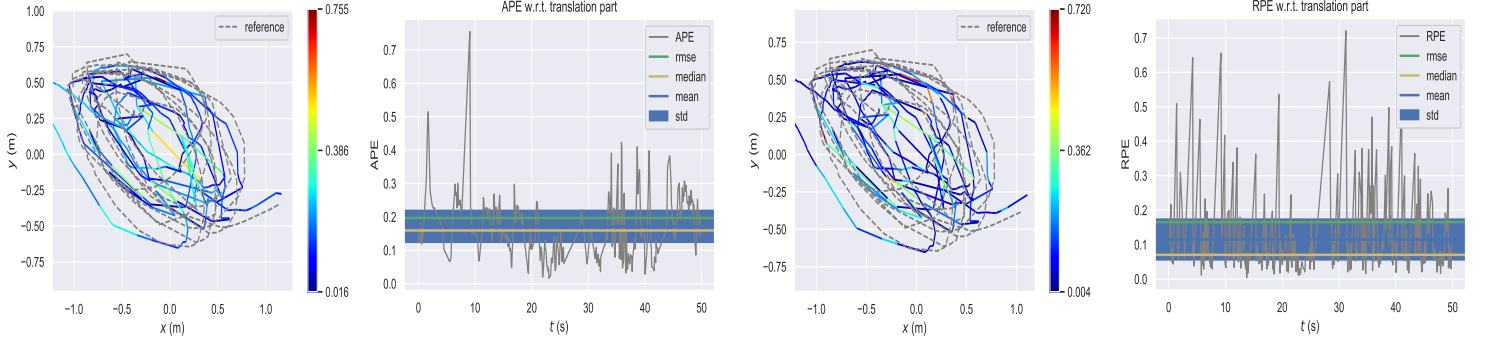 1.00
0.75
0.50
0.25
0.00
−0.25
−0.50
−0.75
y (m)
−1.0 −0.5 0.0 0.5 1.0
x (m)
reference
0.755
0.386
0.016
APE w.r.t. translation part
0.7
0.6
0.5
0.4
0.3
0.2
0.1
0.0
APE
0 10 20 30 40 50
t (s)
APE
rmse
median
mean
std
0.75
0.50
0.25
0.00
−0.25
−0.50
−0.75
y (m)
−1.0 −0.5 0.0 0.5 1.0
x (m)
reference
0.720
0.362
0.004
RPE w.r.t. translation part
0.7
0.6
0.5
0.4
0.3
0.2
0.1
0.0
RPE
0 10 20 30 40 50
t (s)
RPE
rmse
median
mean
std